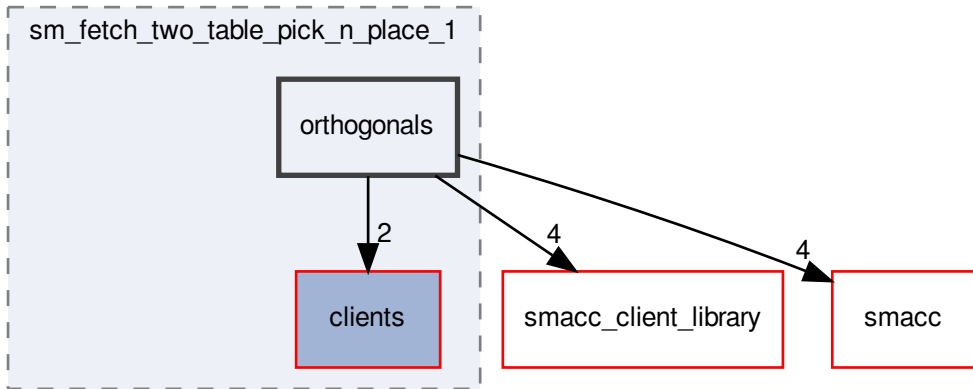 sm_fetch_two_table_pick_n_place_1
orthogonals
2
4
4
clients
smacc_client_library
smacc